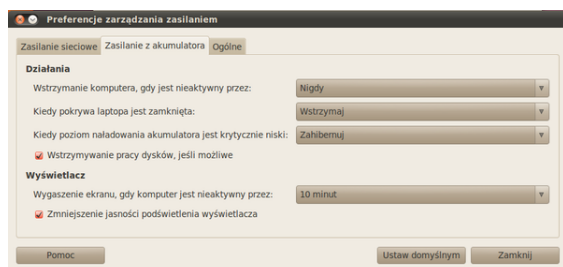 Preferencje zarządzania zasilaniem
Zasilanie sieciowe Zasilanie z akumulatora Ogólne
Działania
Wstrzymanie komputera, gdy jest nieaktywny przez: Nigdy
Kiedy pokrywa laptopa jest zamknięta: Wstrzymaj
Kiedy poziom naładowania akumulatora jest krytycznie niski: Zahibernuj
Wstrzymywanie pracy dysków, jeśli możliwe
Wyświetlacz
Wygaszenie ekranu, gdy komputer jest nieaktywny przez: 10 minut
Zmniejszenie jasności podświetlenia wyświetlacza
Pomoc Ustaw domyślnym Zamknij